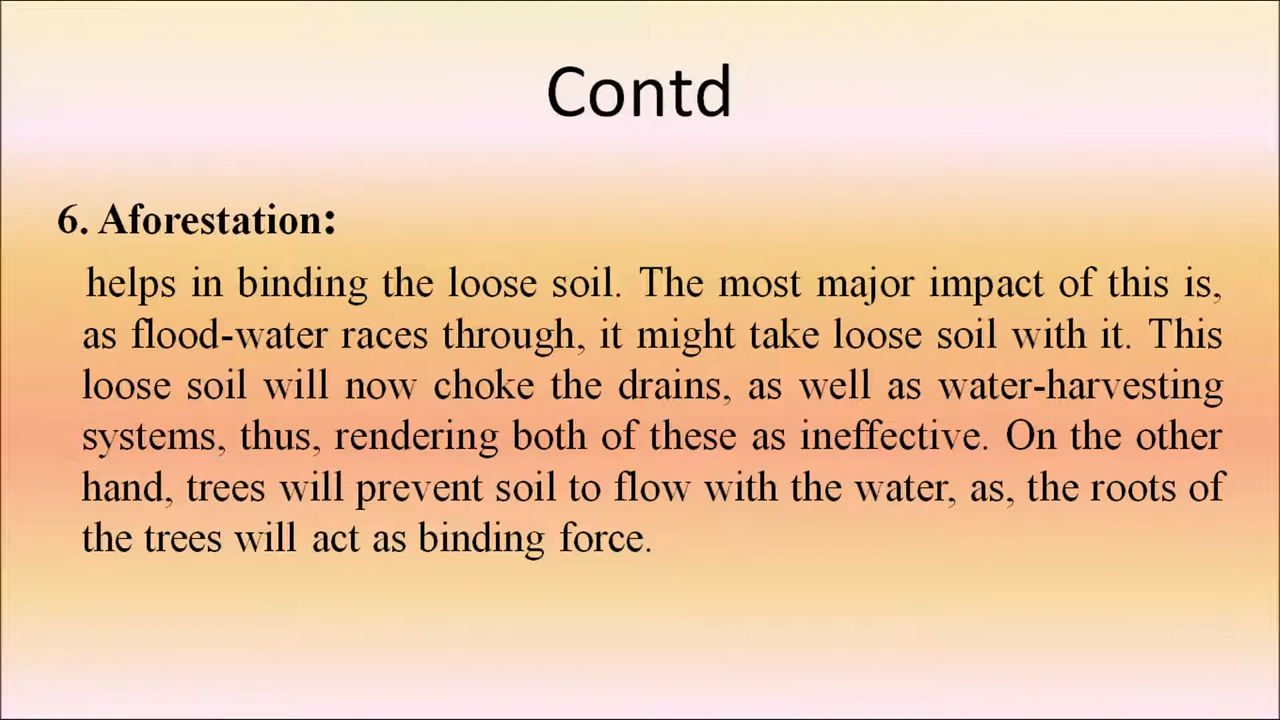 Contd
6. Aforestation:
helps in binding the loose soil. The most major impact of this is,
as flood-water races through, it might take loose soil with it. This
loose soil will now choke the drains, as well as water-harvesting
systems, thus, rendering both of these as ineffective. On the other
hand, trees will prevent soil to flow with the water, as, the roots of
the trees will act as binding force.